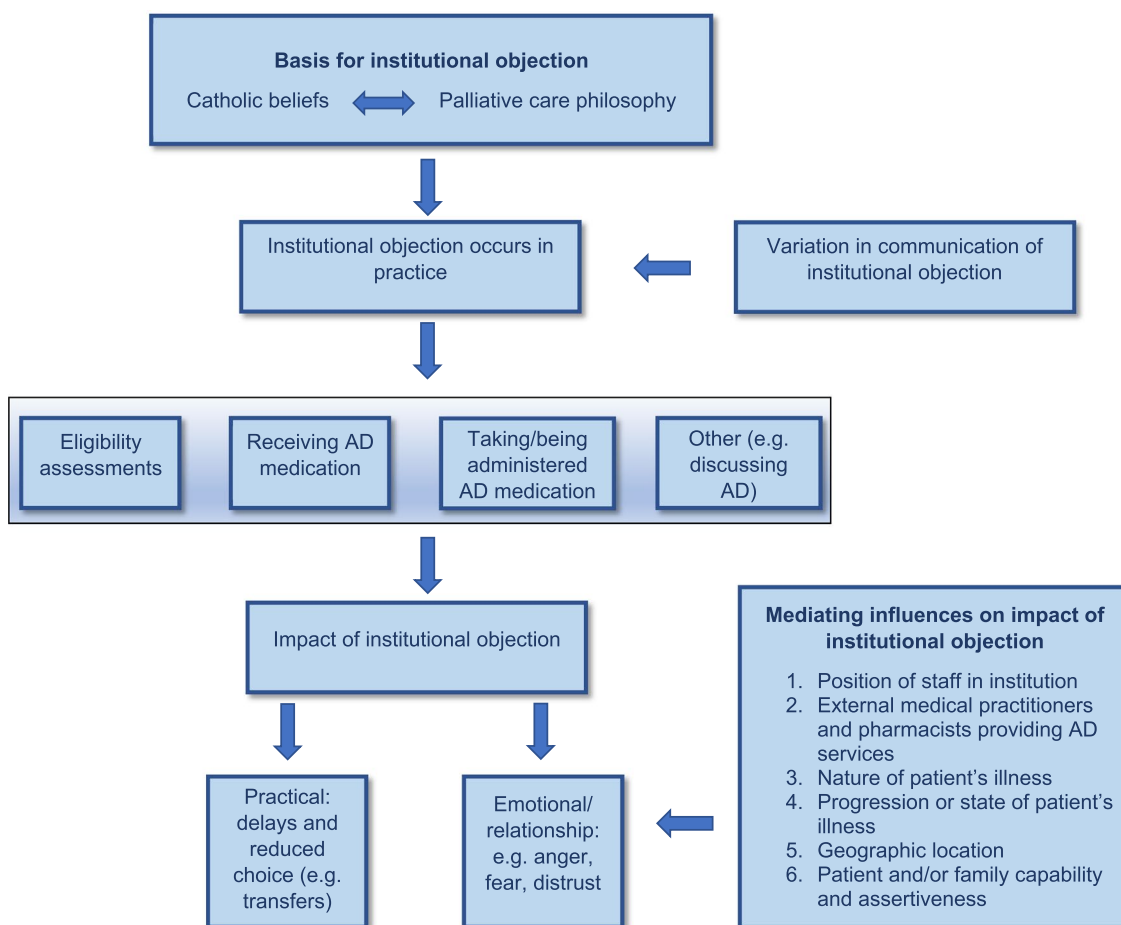 Basis for institutional objection
Catholic beliefs Palliative care philosophy
Institutional objection occurs in
practice
Variation in communication of
institutional objection
Eligibility
assessments
Receiving AD
medication
Taking/being
administered
AD medication
Other (e.g.
discussing
AD)
Impact of institutional objection
Mediating influences on impact of
institutional objection
1. Position of staff in institution
2. External medical practitioners
and pharmacists providing AD
services
3. Nature of patient’s illness
4. Progression or state of patient’s
illness
5. Geographic location
6. Patient and/or family capability
and assertiveness
Practical:
delays and
reduced
choice (e.g.
transfers)
Emotional/
relationship:
e.g. anger,
fear, distrust